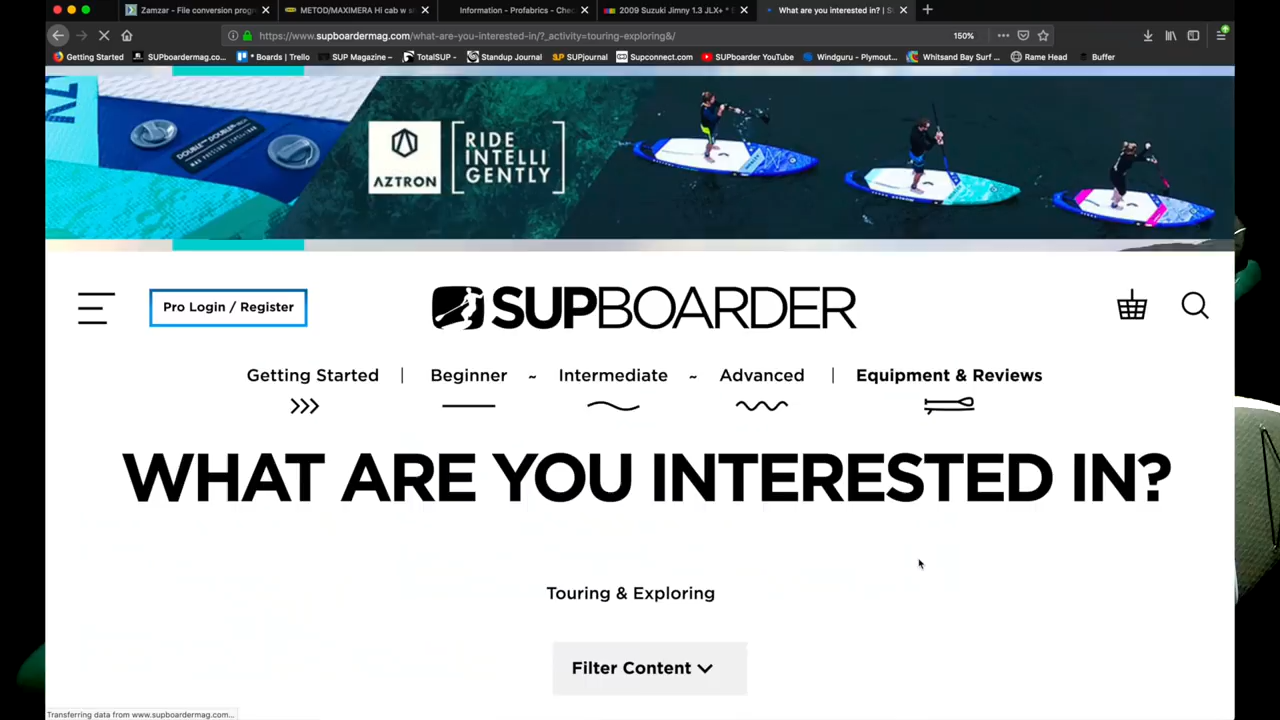 Zamzar - File conversion progr
METOD/MAXIMERA Hi cab w s
Information - Profabrics - Chec
2009 Suzuki Jimny 1.3 JLX+ * E
What are you interested in? | S
https://www.supboardermag.com/what-are-you-interested-in/?_activity=touring-exploring&/
150%
Getting Started
SUPboardermag.co...
* Boards | Trello
SUP Magazine -
TotalSUP -
Standup Journal
SUPjournal
Supconnect.com
SUPboarder YouTube
Windguru - Plymout...
Whitsand Bay Surf ...
Rame Head
Buffer
DOUBLE DOUBLE
AZTRON
RIDE
INTELLI
GENTLY
Pro Login / Register
SUPBOARDER
Getting Started | Beginner ~ Intermediate ~ Advanced | Equipment & Reviews
WHAT ARE YOU INTERESTED IN?
Touring & Exploring
Filter Content
Transferring data from www.supboardermag.com...